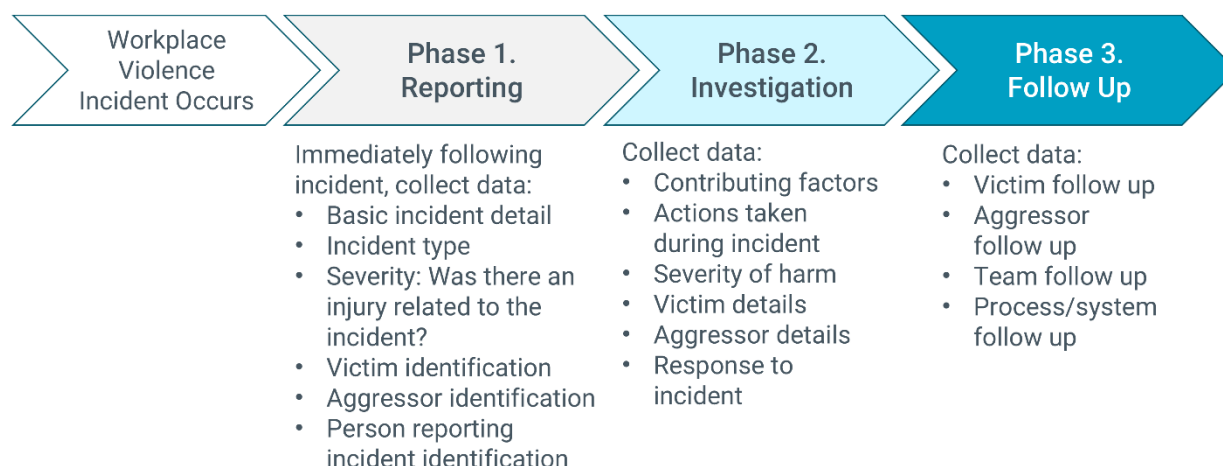 Workplace
Violence
Incident Occurs
Phase 1.
Reporting
Phase 2.
Investigation
Phase 3.
Follow Up
Immediately following
incident, collect data:
• Basic incident detail
• Incident type
• Severity: Was there an
injury related to the
incident?
• Victim identification
• Aggressor identification
• Person reporting
incident identification
Collect data:
• Contributing factors
• Actions taken
during incident
• Severity of harm
• Victim details
• Aggressor details
• Response to
incident
Collect data:
• Victim follow up
• Aggressor
follow up
• Team follow up
• Process/system
follow up